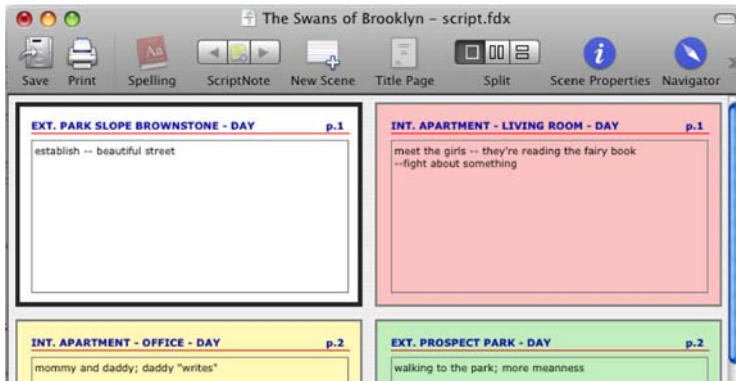 The Swans of Brooklyn - script.fdx
Save Print Spelling ScriptNote New Scene Title Page Split Scene Properties Navigator
EXT. PARK SLOPE BROWNSTONE - DAY p.1
establish -- beautiful street
INT. APARTMENT - LIVING ROOM - DAY p.1
meet the girls -- they're reading the fairy book
--fight about something
INT. APARTMENT - OFFICE - DAY p.2
mommy and daddy; daddy "writes"
EXT. PROSPECT PARK - DAY p.2
walking to the park; more meanness